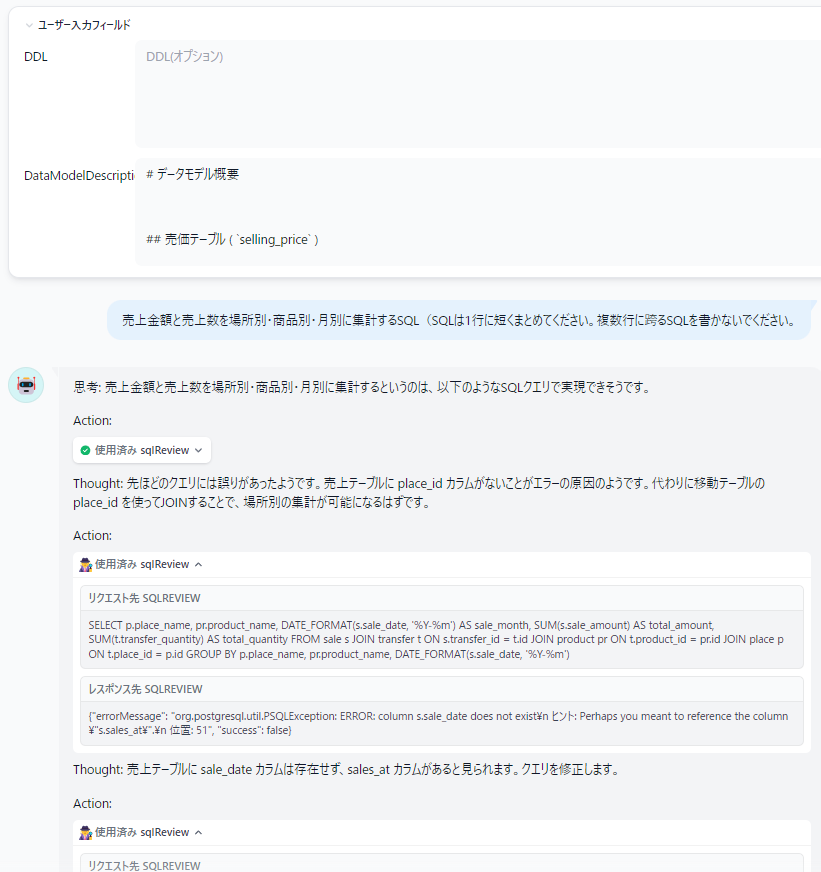 ユーザー入力フィールド
DDL
DDL(オプション)
DataModelDescripti
# データモデル概要
## 売価テーブル ( `selling_price` )
売上金額と売上数を場所別・商品別・月別に集計するSQL（SQLは1行に短くまとめてください。複数行に跨るSQLを書かないでください。
思考: 売上金額と売上数を場所別・商品別・月別に集計するというのは、以下のようなSQLクエリで実現できそうです。
Action:
使用済み sqlReview
Thought: 先ほどのクエリには誤りがあったようです。売上テーブルに place_id カラムがないことがエラーの原因のようです。代わりに移動テーブルの
place_id を使ってJOINすることで、場所別の集計が可能になるはずです。
Action:
使用済み sqlReview
リクエスト先 SQLREVIEW
SELECT p.place_name, pr.product_name, DATE_FORMAT(s.sale_date, '%Y-%m') AS sale_month, SUM(s.sale_amount) AS total_amount,
SUM(t.transfer_quantity) AS total_quantity FROM sale s JOIN transfer t ON s.transfer_id = t.id JOIN product pr ON t.product_id = pr.id JOIN place p
ON t.place_id = p.id GROUP BY p.place_name, pr.product_name, DATE_FORMAT(s.sale_date, '%Y-%m')
レスポンス先 SQLREVIEW
{"errorMessage": "org.postgresql.util.PSQLException: ERROR: column s.sale_date does not exist¥n ヒント: Perhaps you meant to reference the column
¥"s.sales_at¥".¥n 位置: 51", "success": false}
Thought: 売上テーブルに sale_date カラムは存在せず、sales_at カラムがあると見られます。クエリを修正します。
Action:
使用済み sqlReview
リクエスト先 SQLREVIEW